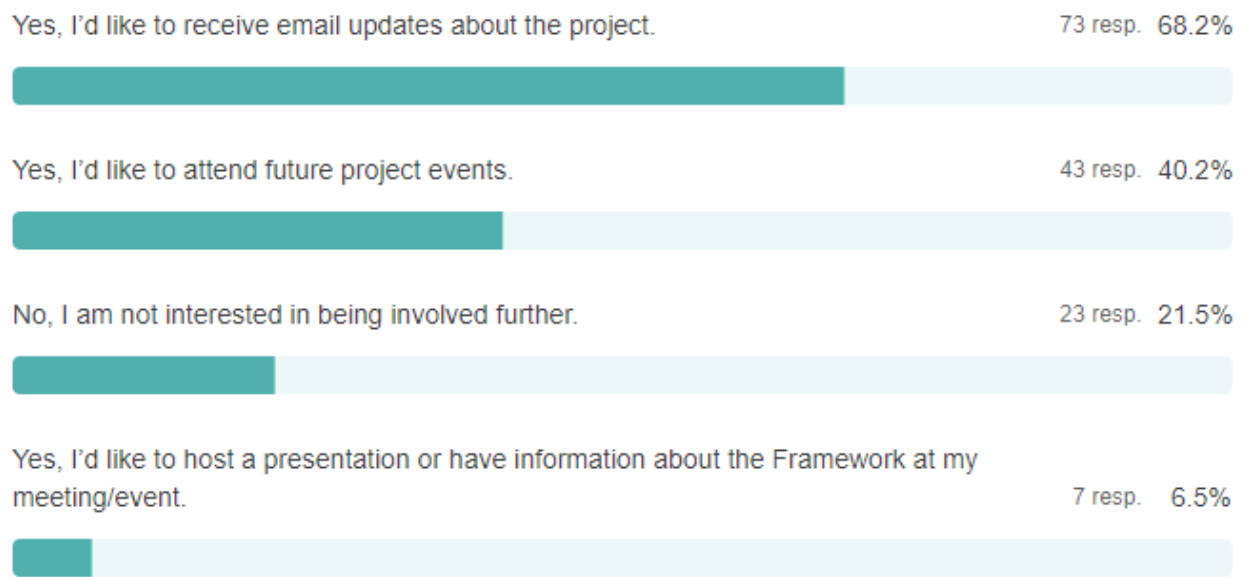 Yes, I’d like to receive email updates about the project. 73 resp. 68.2%
Yes, I’d like to attend future project events. 43 resp. 40.2%
No, I am not interested in being involved further. 23 resp. 21.5%
Yes, I’d like to host a presentation or have information about the Framework at my
meeting/event. 7 resp. 6.5%